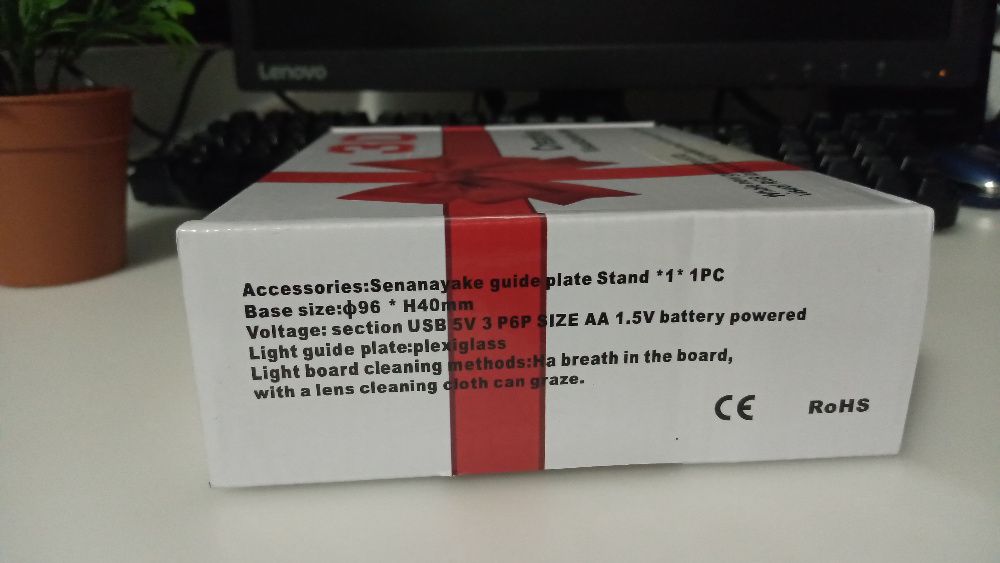 Lenovo
3D
Accessories:Senanayake guide plate Stand *1* 1PC
Base size:ф96 * H40mm
Voltage: section USB 5V 3 P6P SIZE AA 1.5V battery powered
Light guide plate:plexiglass
Light board cleaning methods:Ha breath in the board,
with a lens cleaning cloth can graze.
CE RoHS